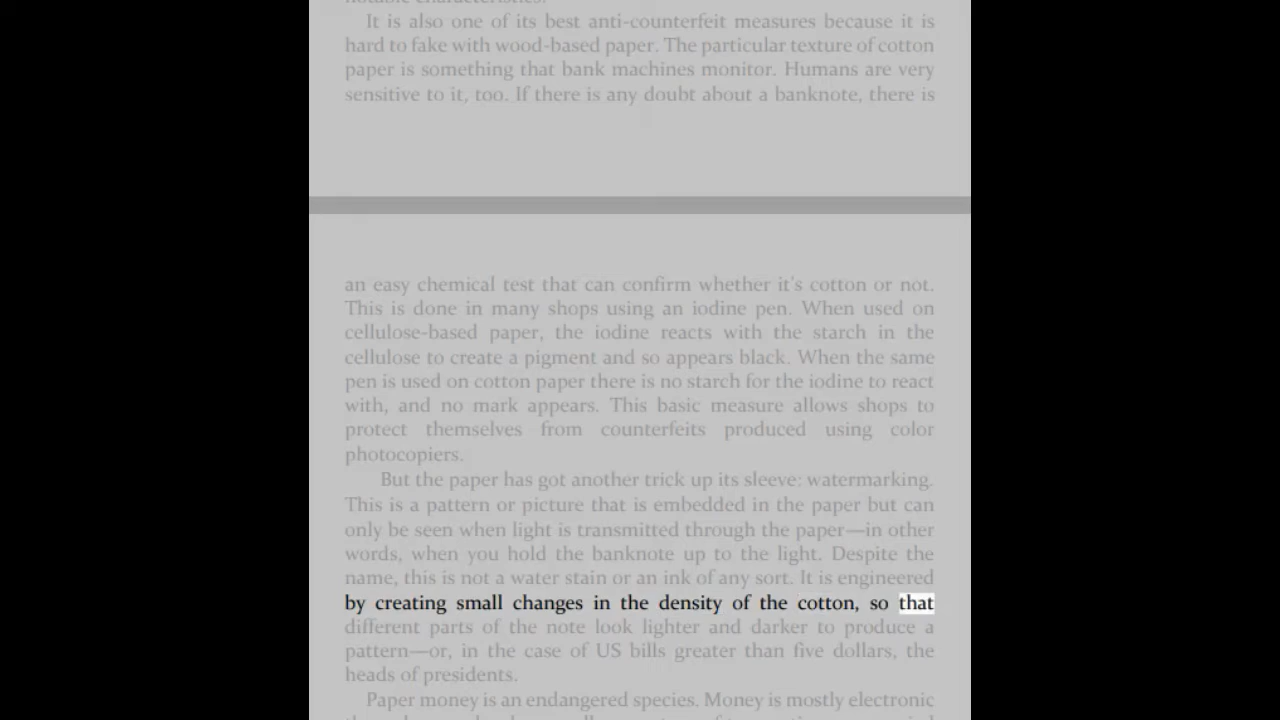 notable characteristics.
It is also one of its best anti-counterfeit measures because it is
hard to fake with wood-based paper. The particular texture of cotton
paper is something that bank machines monitor. Humans are very
sensitive to it, too. If there is any doubt about a banknote, there is
an easy chemical test that can confirm whether it's cotton or not.
This is done in many shops using an iodine pen. When used on
cellulose-based paper, the iodine reacts with the starch in the
cellulose to create a pigment and so appears black. When the same
pen is used on cotton paper there is no starch for the iodine to react
with, and no mark appears. This basic measure allows shops to
protect themselves from counterfeits produced using color
photocopiers.
But the paper has got another trick up its sleeve: watermarking.
This is a pattern or picture that is embedded in the paper but can
only be seen when light is transmitted through the paper—in other
words, when you hold the banknote up to the light. Despite the
name, this is not a water stain or an ink of any sort. It is engineered
by creating small changes in the density of the cotton, so that
different parts of the note look lighter and darker to produce a
pattern—or, in the case of US bills greater than five dollars, the
heads of presidents.
Paper money is an endangered species. Money is mostly electronic